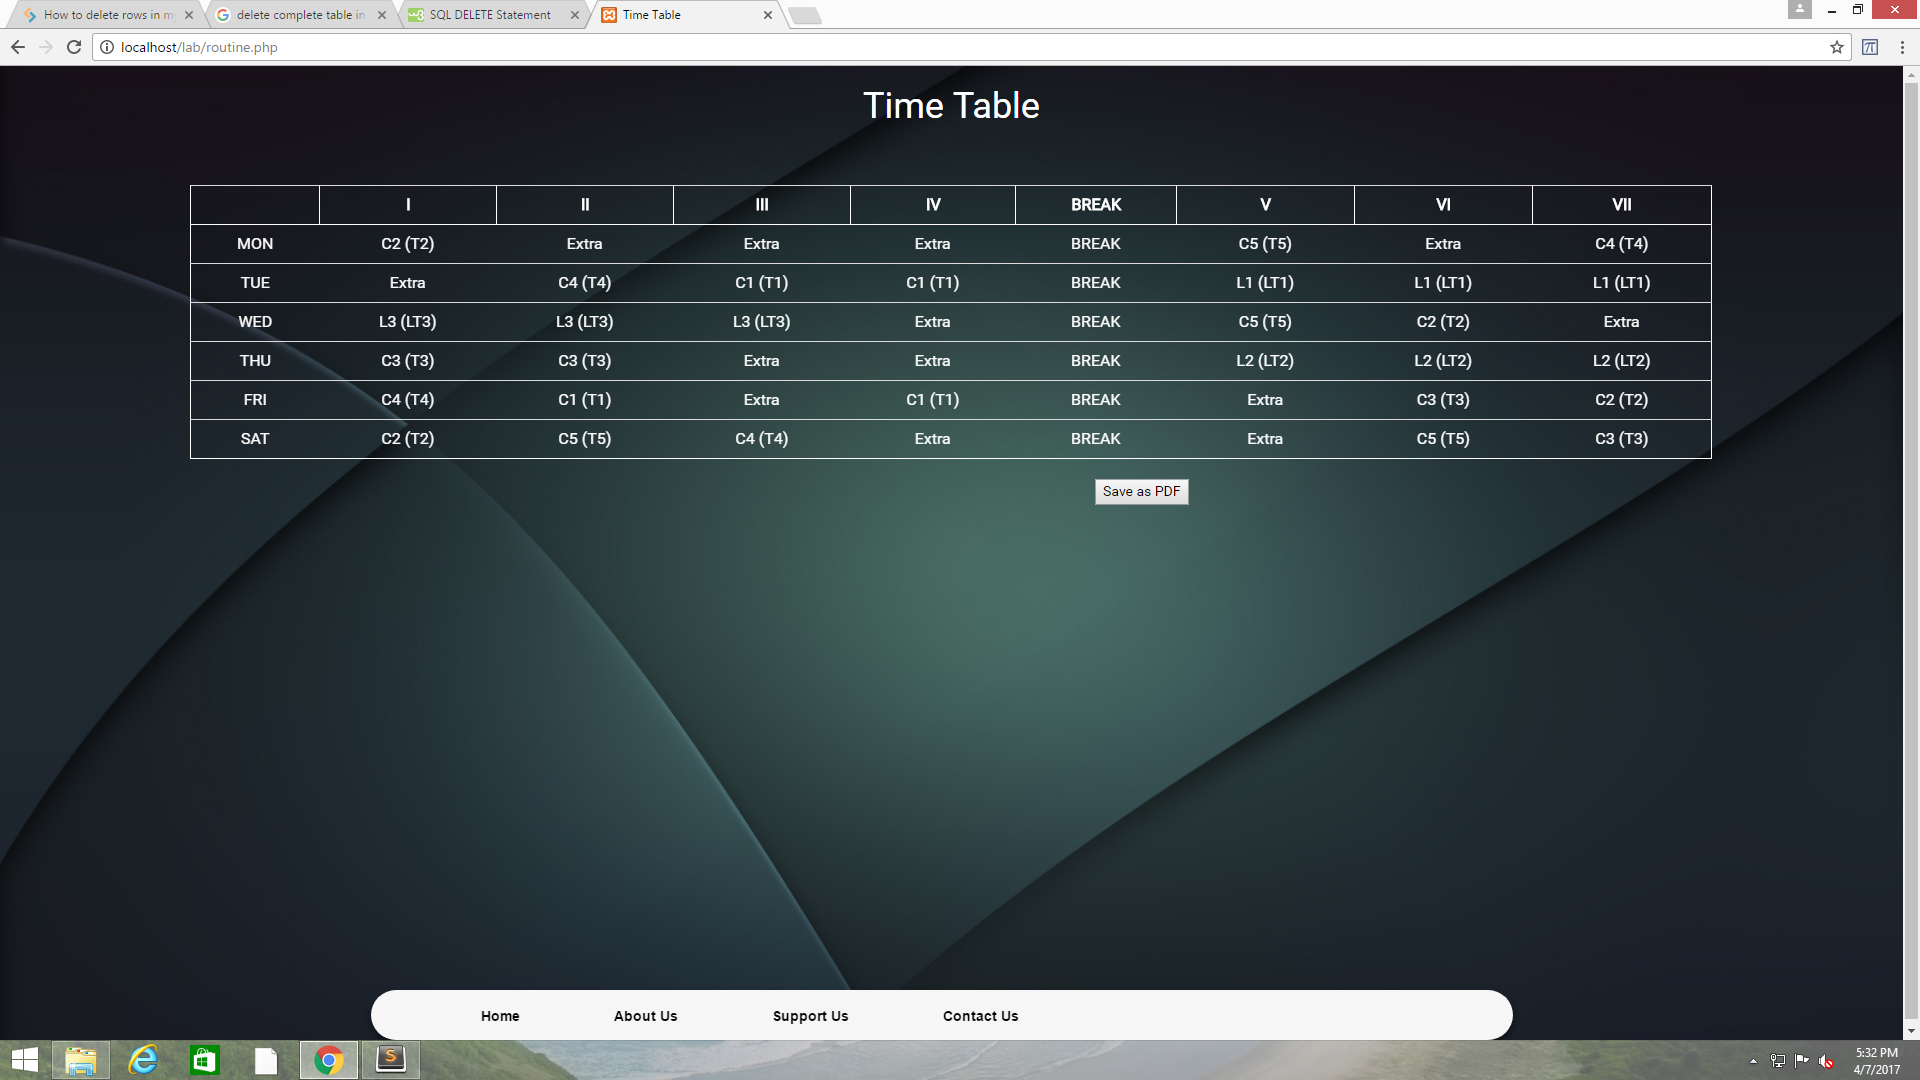 How to delete rows in m
delete complete table in
SQL DELETE Statement
Time Table
localhost/lab/routine.php
Time Table
I II III IV BREAK V VI VII
MON C2 (T2) Extra Extra Extra BREAK C5 (T5) Extra C4 (T4)
TUE Extra C4 (T4) C1 (T1) C1 (T1) BREAK L1 (LT1) L1 (LT1) L1 (LT1)
WED L3 (LT3) L3 (LT3) L3 (LT3) Extra BREAK C5 (T5) C2 (T2) Extra
THU C3 (T3) C3 (T3) Extra Extra BREAK L2 (LT2) L2 (LT2) L2 (LT2)
FRI C4 (T4) C1 (T1) Extra C1 (T1) BREAK Extra C3 (T3) C2 (T2)
SAT C2 (T2) C5 (T5) C4 (T4) Extra BREAK Extra C5 (T5) C3 (T3)
Save as PDF
Home About Us Support Us Contact Us
5:32 PM
4/7/2017